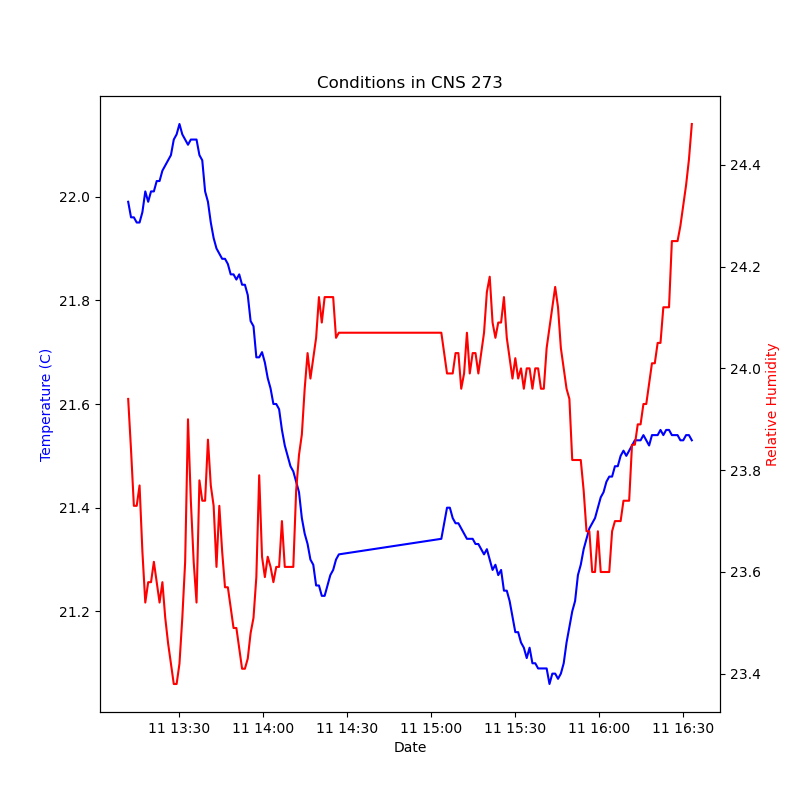 Conditions in CNS 273
22.0
21.8
21.6
21.4
21.2
Temperature (C)
24.4
24.2
24.0
23.8
23.6
23.4
Relative Humidity
11 13:30 11 14:00 11 14:30 11 15:00 11 15:30 11 16:00 11 16:30
Date